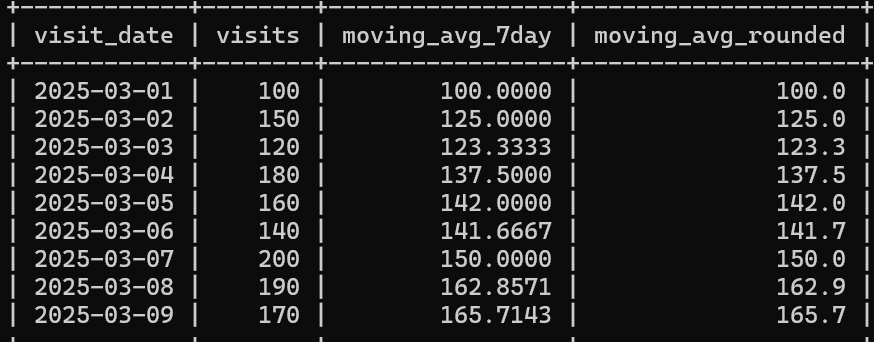 +------------+--------+-----------------+--------------------+
| visit_date | visits | moving_avg_7day | moving_avg_rounded |
+------------+--------+-----------------+--------------------+
| 2025-03-01 |    100 |        100.0000 |              100.0 |
| 2025-03-02 |    150 |        125.0000 |              125.0 |
| 2025-03-03 |    120 |        123.3333 |              123.3 |
| 2025-03-04 |    180 |        137.5000 |              137.5 |
| 2025-03-05 |    160 |        142.0000 |              142.0 |
| 2025-03-06 |    140 |        141.6667 |              141.7 |
| 2025-03-07 |    200 |        150.0000 |              150.0 |
| 2025-03-08 |    190 |        162.8571 |              162.9 |
| 2025-03-09 |    170 |        165.7143 |              165.7 |